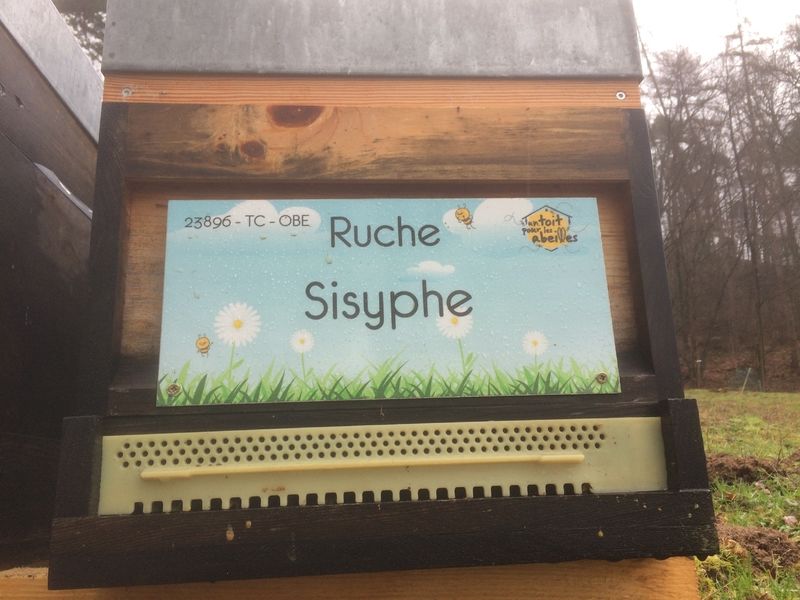 23896 - TC - OBE
Ruche
Sisyphe
un toit
pour les
abeilles